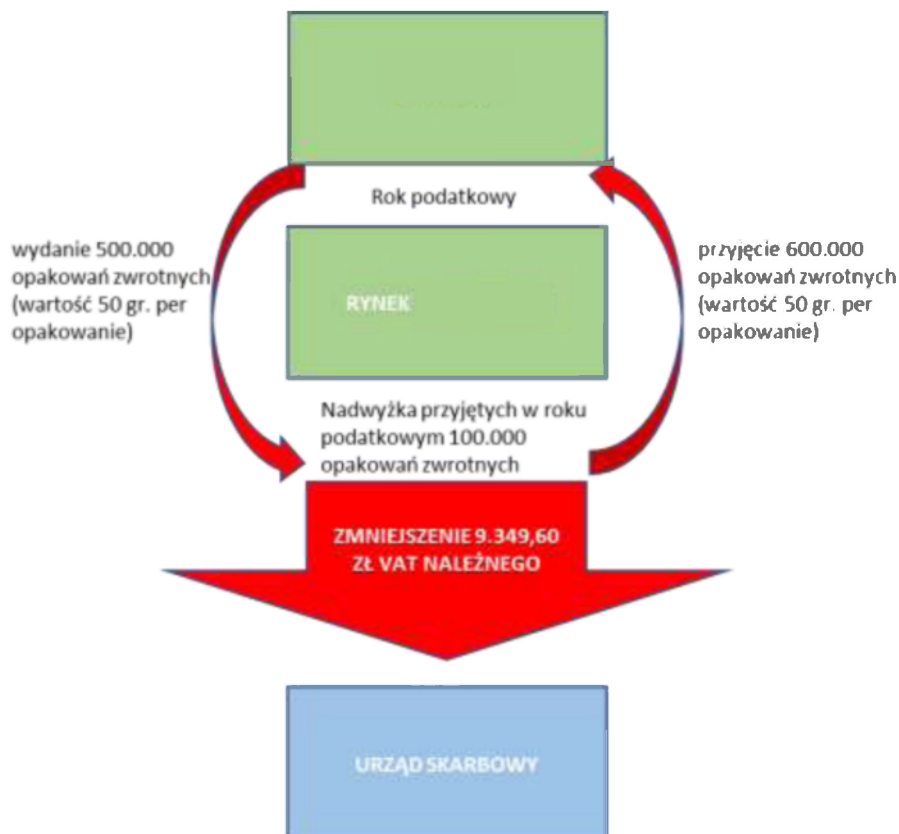 Rok podatkowy
wydanie 500.000
opakowań zwrotnych
(wartość 50 gr. per
opakowanie)
RYNEK
przyjęcie 600.000
opakowań zwrotnych
(wartość 50 gr. per
opakowanie)
Nadwyżka przyjętych w roku
podatkowym 100.000
opakowań zwrotnych
ZMNIEJSZENIE 9.349,60
ZŁ VAT NALEŻNEGO
URZĄD SKARBOWY